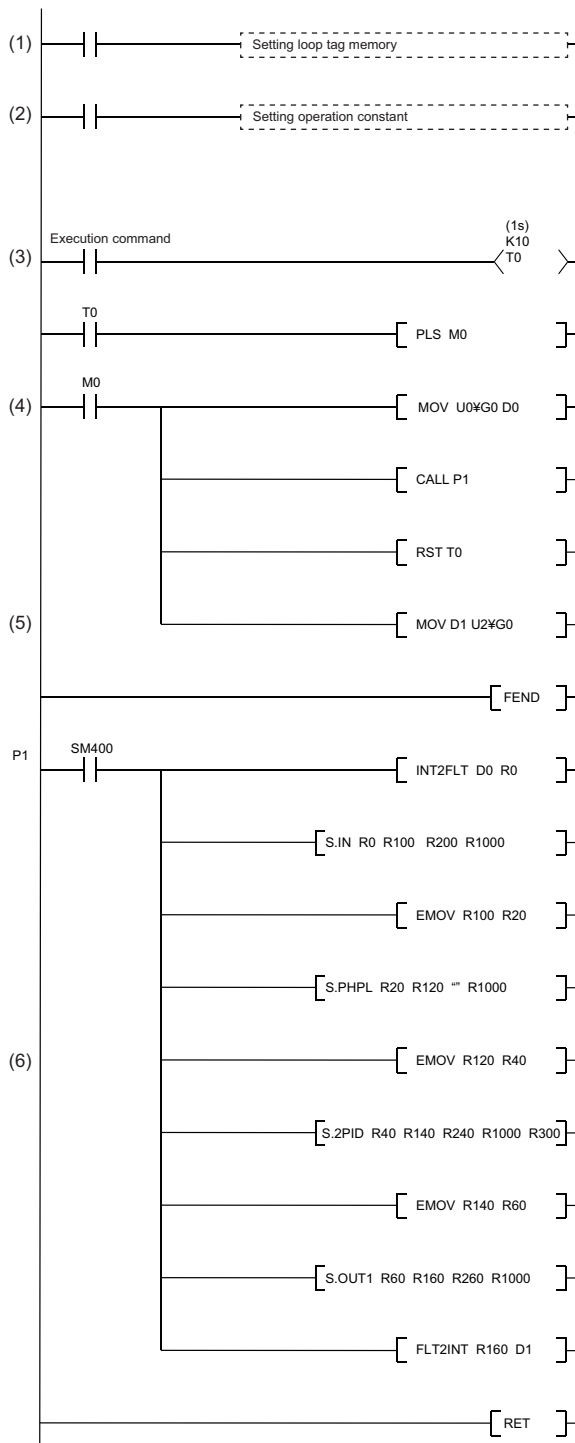 (1) Setting loop tag memory
(2) Setting operation constant
Execution command
(1s)
(3) K10
T0
T0
PLS M0
M0
(4) MOV U0¥G0 D0
CALL P1
RST T0
(5) MOV D1 U2¥G0
FEND
P1 SM400
INT2FLT D0 R0
S.IN R0 R100 R200 R1000
EMOV R100 R20
S.PHPL R20 R120 “” R1000
(6) EMOV R120 R40
S.2PID R40 R140 R240 R1000 R300
EMOV R140 R60
S.OUT1 R60 R160 R260 R1000
FLT2INT R160 D1
RET